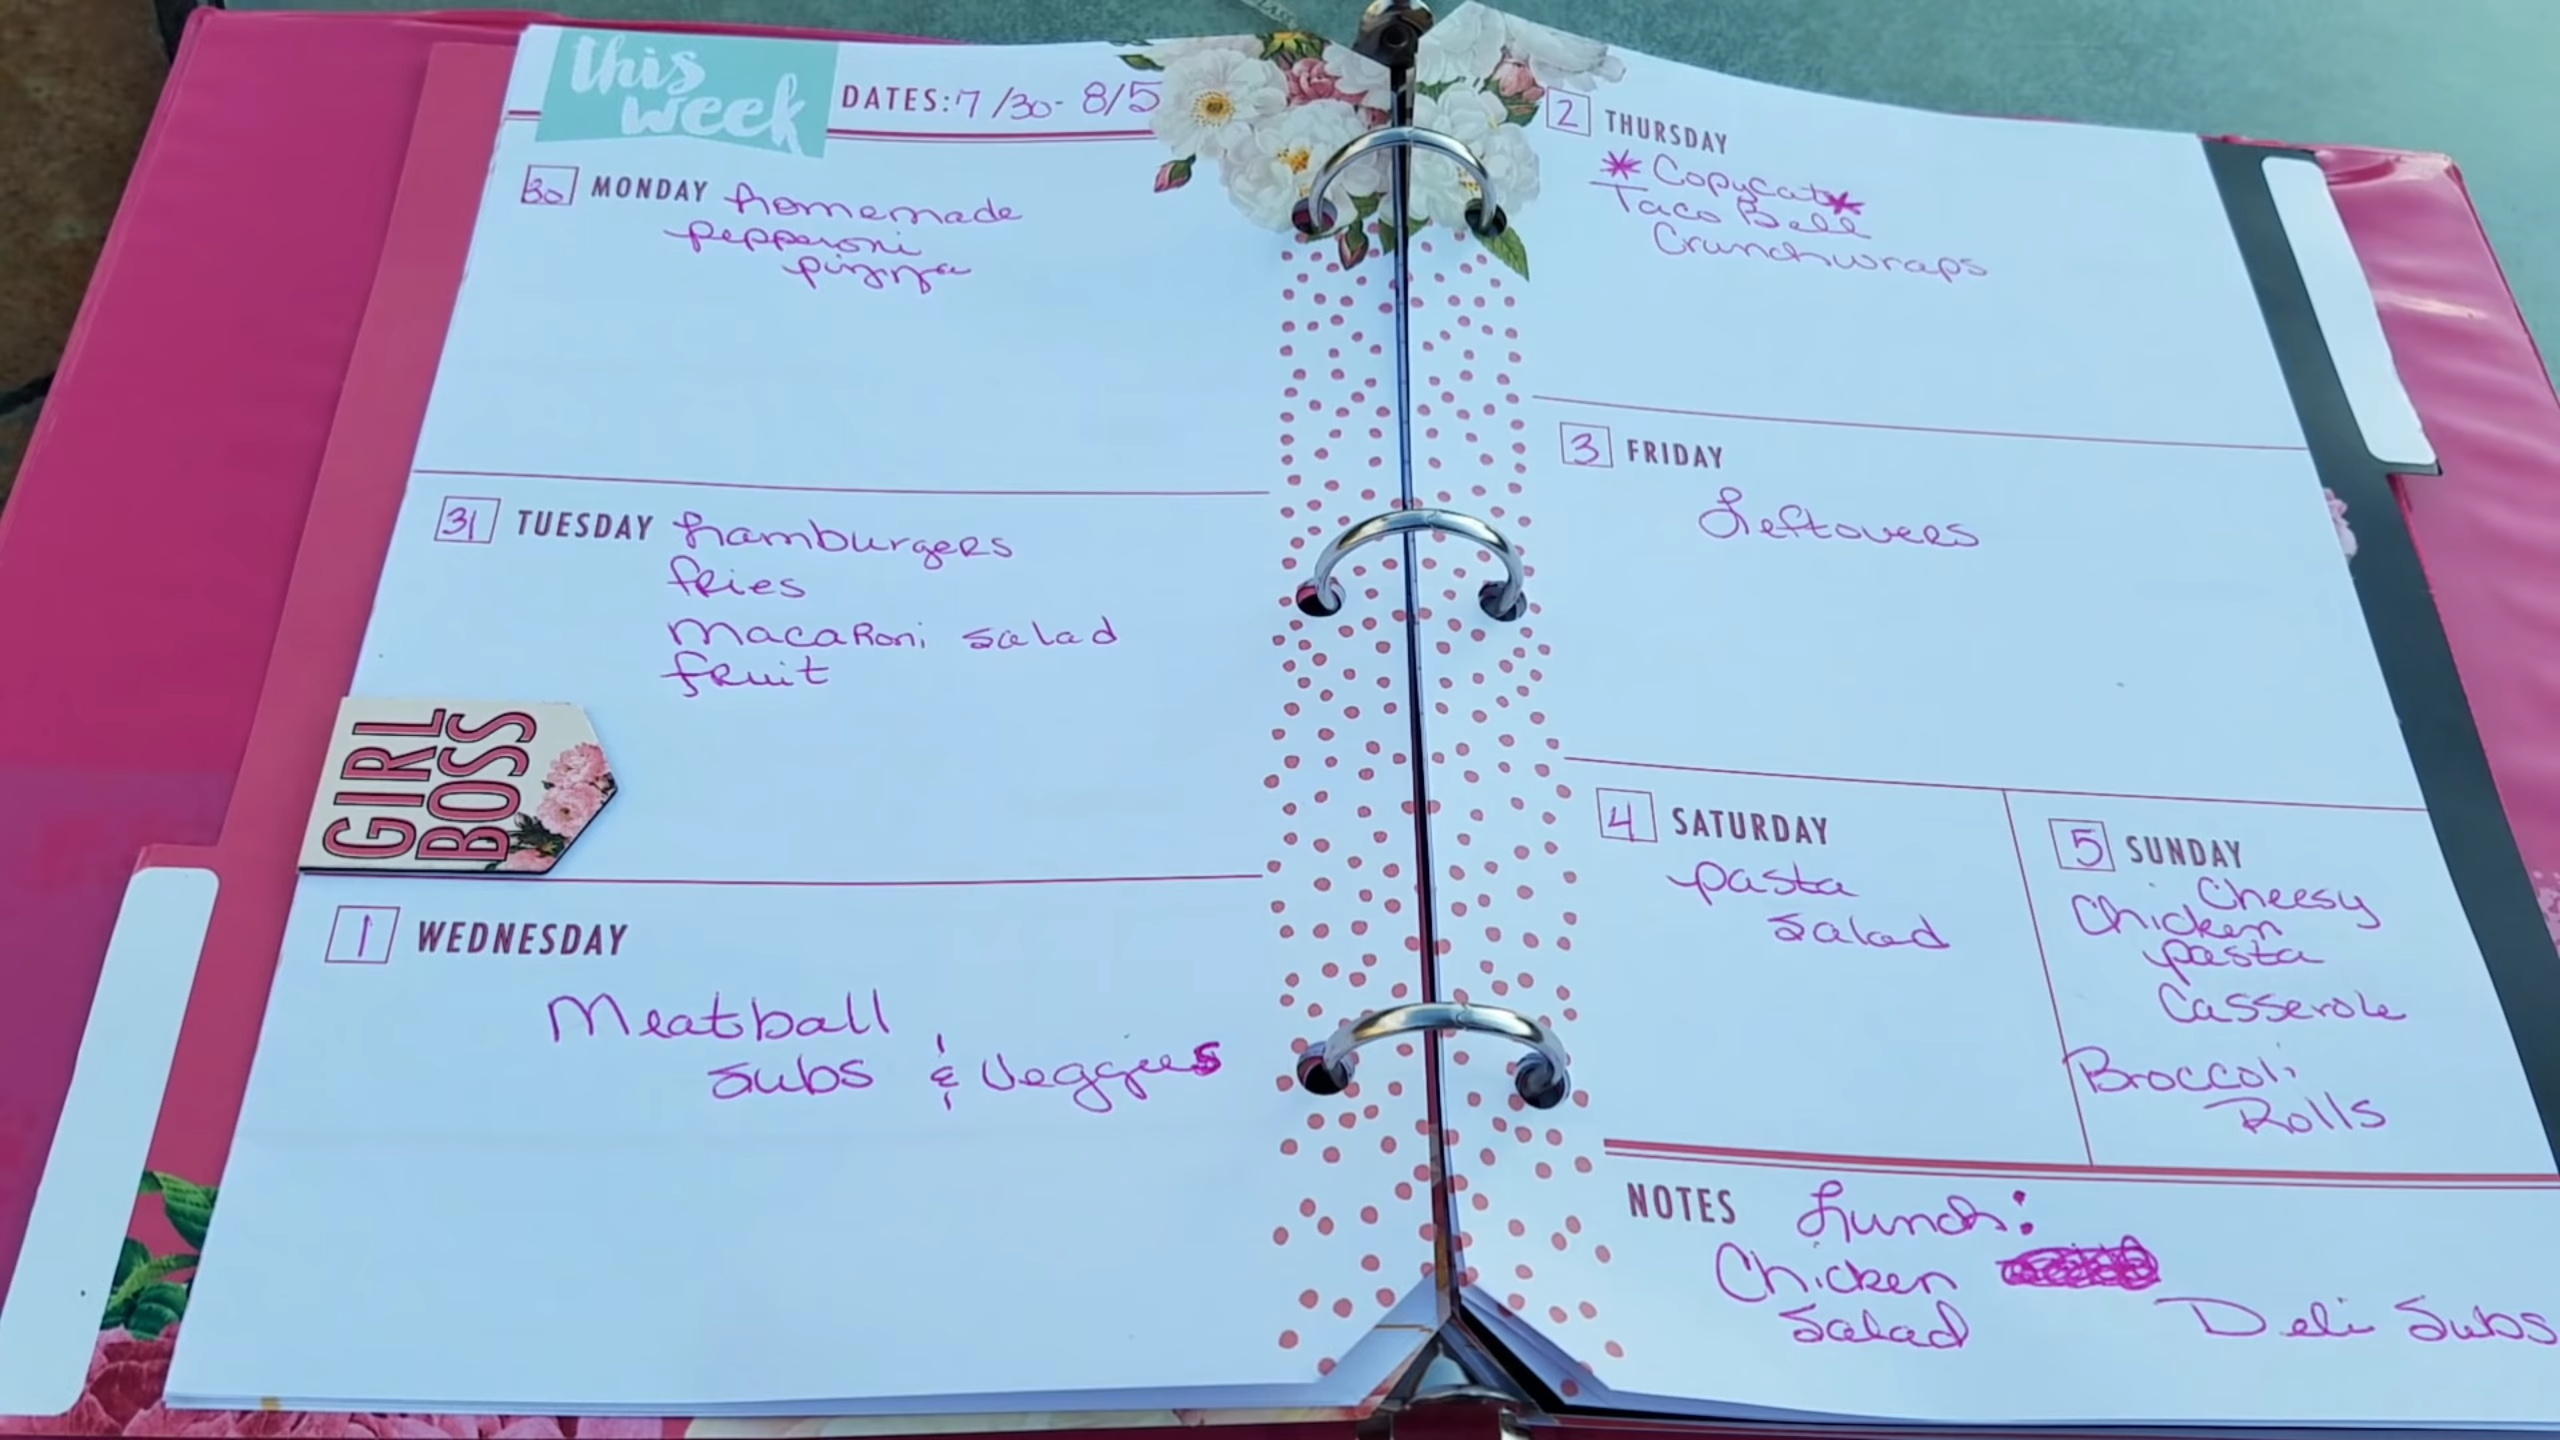 this
week
DATES: 7/30 - 8/5
30 MONDAY homemade
pepperoni
pizza
31 TUESDAY hamburgers
fries
macaroni salad
fruit
GIRL
BOSS
1 WEDNESDAY
Meatball
Subs & Veggies
2 THURSDAY
*Copycat*
Taco Bell
Crunchwraps
3 FRIDAY
Leftovers
4 SATURDAY
pasta
salad
5 SUNDAY
Cheesy
Chicken
pasta
Casserole
Broccoli
Rolls
NOTES Lunch:
Chicken
Salad
Deli Subs